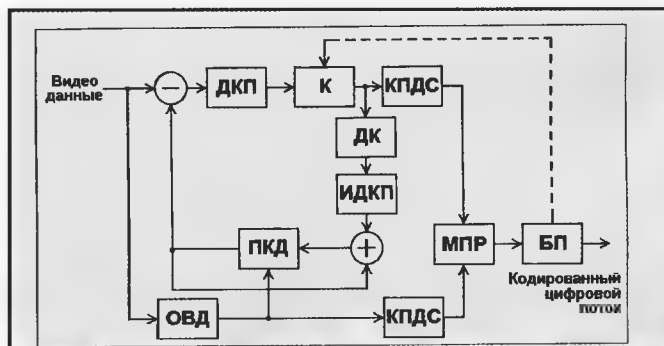 Видео
данные
−
ДКП
К
КПДС
ДК
ИДКП
ПКД
+
МПР
БП
Кодированный
цифровой
поток
ОВД
КПДС